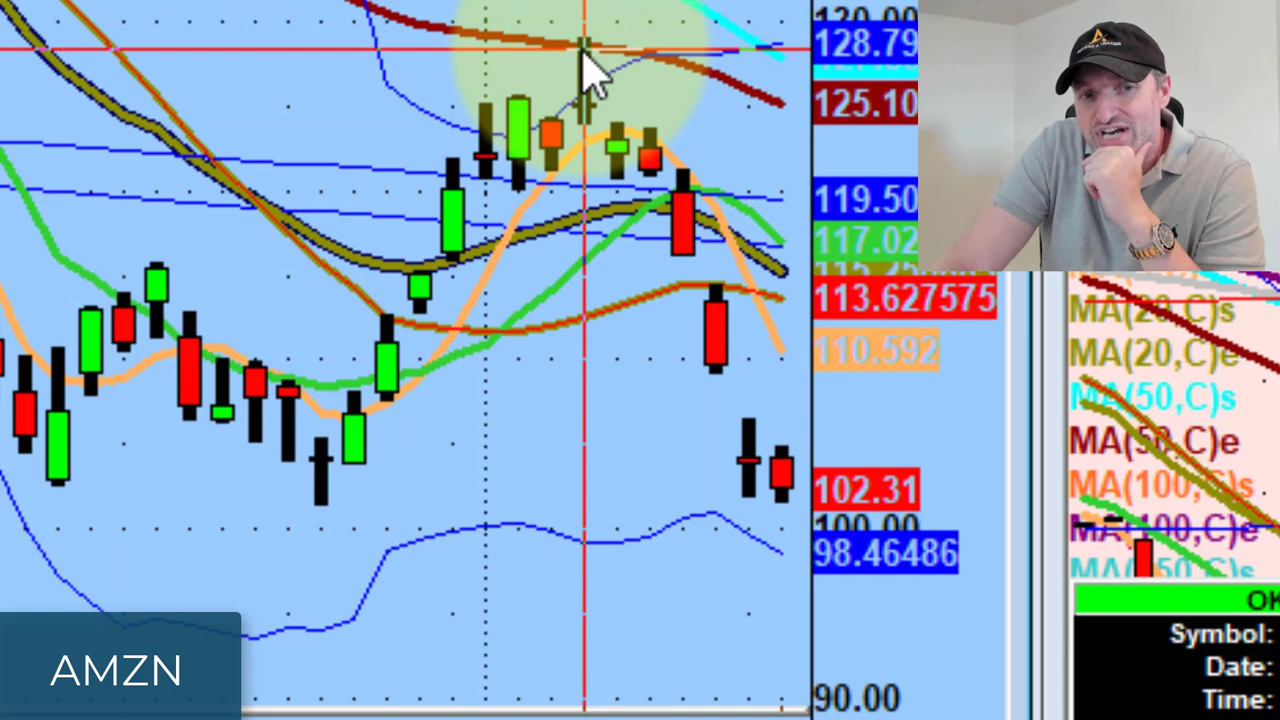 130.00
128.79
125.10
119.50
117.02
113.627575
110.592
102.31
100.00
98.46486
90.00
MA(20,C)s
MA(20,C)e
MA(50,C)s
MA(50,C)e
MA(100,C)s
MA(100,C)e
OK
Symbol:
Date:
Time:
AMZN